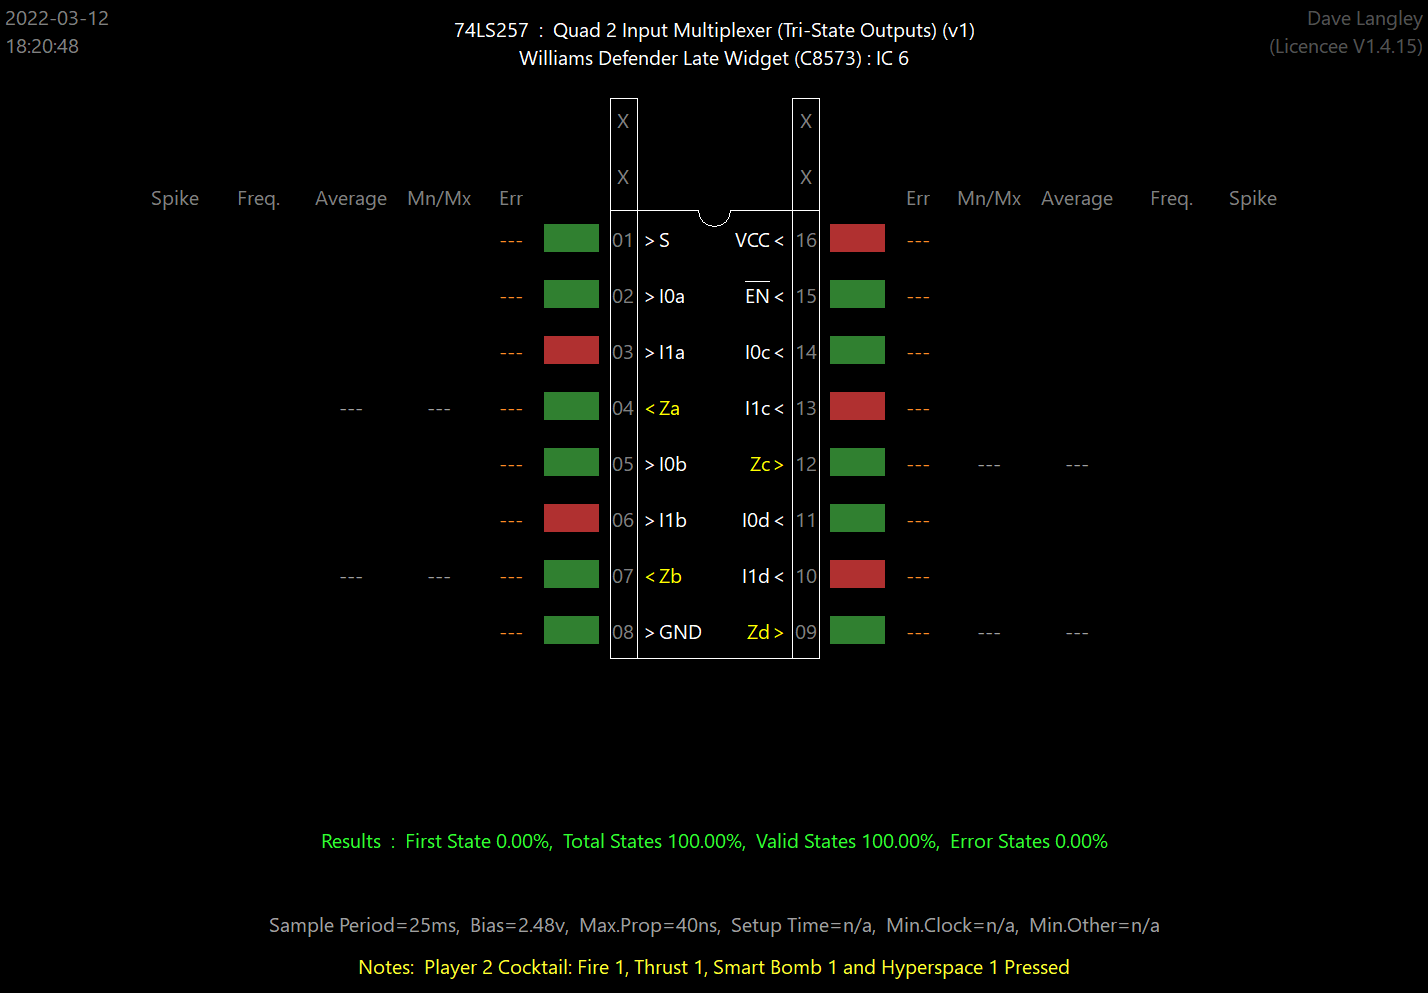 2022-03-12
18:20:48
74LS257 : Quad 2 Input Multiplexer (Tri-State Outputs) (v1)
Williams Defender Late Widget (C8573) : IC 6
Dave Langley
(Licencee V1.4.15)
X X
X X
Spike Freq. Average Mn/Mx Err Err Mn/Mx Average Freq. Spike
--- 01 >S VCC< 16 ---
--- 02 >I0a EN< 15 ---
--- 03 >I1a I0c< 14 ---
--- --- --- 04 <Za I1c< 13 ---
--- 05 >I0b Zc> 12 --- --- ---
--- 06 >I1b I0d< 11 ---
--- --- --- 07 <Zb I1d< 10 ---
--- 08 >GND Zd> 09 --- --- ---
Results : First State 0.00%, Total States 100.00%, Valid States 100.00%, Error States 0.00%
Sample Period=25ms, Bias=2.48v, Max.Prop=40ns, Setup Time=n/a, Min.Clock=n/a, Min.Other=n/a
Notes: Player 2 Cocktail: Fire 1, Thrust 1, Smart Bomb 1 and Hyperspace 1 Pressed